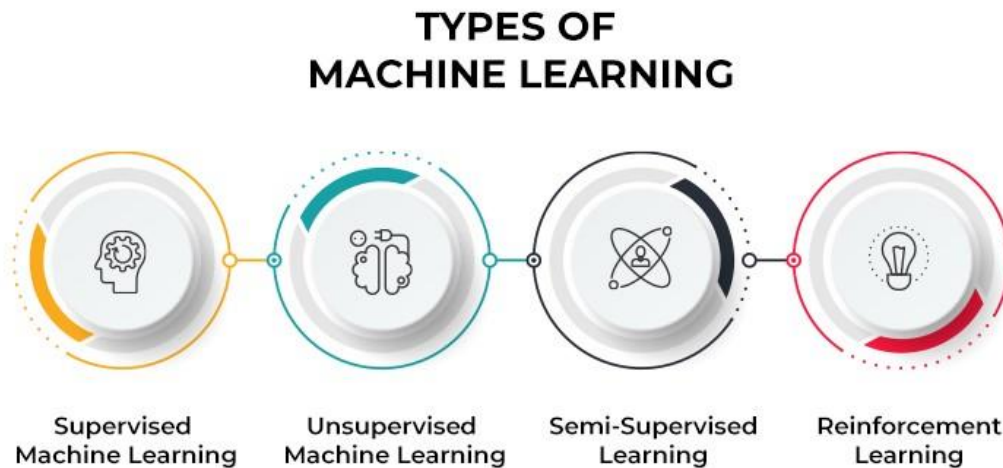 TYPES OF
MACHINE LEARNING
Supervised
Machine Learning
Unsupervised
Machine Learning
Semi-Supervised
Learning
Reinforcement
Learning